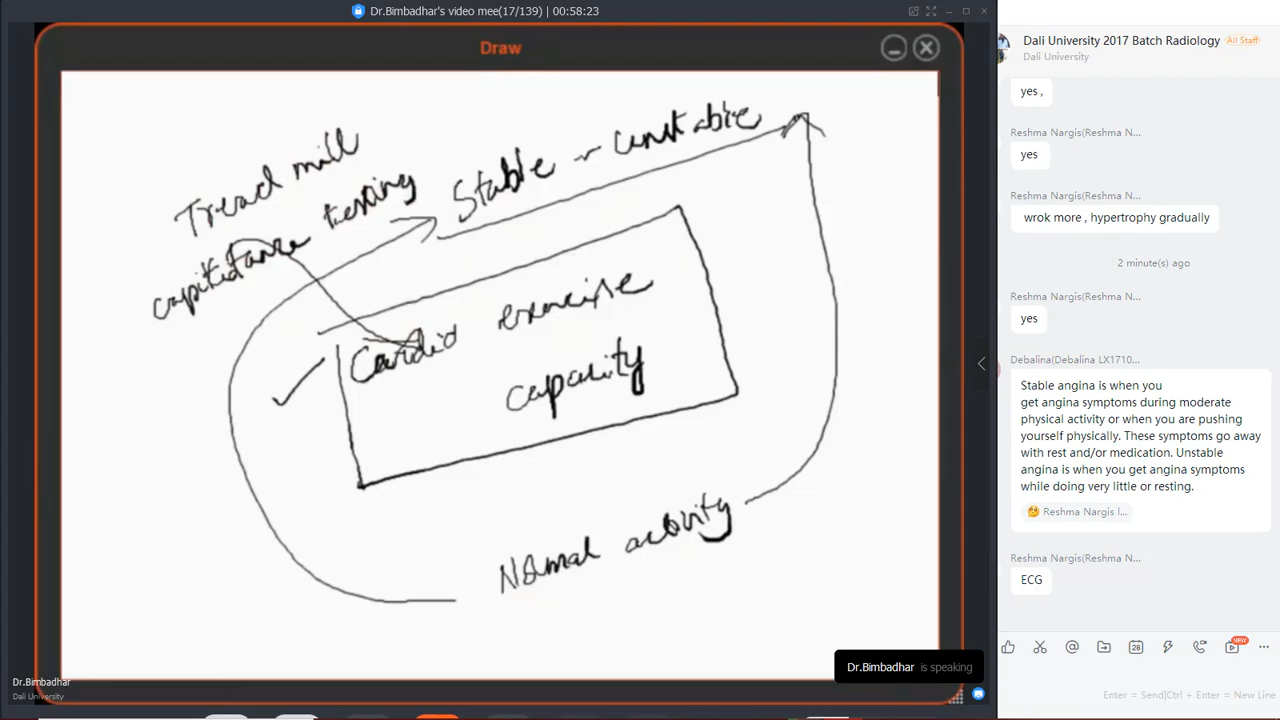 Dr.Bimbadhar's video mee(17/139) | 00:58:23
Draw
Tread mill
capitidance testing
Stable - unstable
Cardid exercise
capacity
Normal activity
Dr.Bimbadhar is speaking
Dr.Bimbadhar
Dali University
Dali University 2017 Batch Radiology All Staff
Dali University
yes ,
Reshma Nargis(Reshma N...
yes
Reshma Nargis(Reshma N...
wrok more , hypertrophy gradually
2 minute(s) ago
Reshma Nargis(Reshma N...
yes
Debalina(Debalina LX1710...
Stable angina is when you
get angina symptoms during moderate
physical activity or when you are pushing
yourself physically. These symptoms go away
with rest and/or medication. Unstable
angina is when you get angina symptoms
while doing very little or resting.
Reshma Nargis l...
Reshma Nargis(Reshma N...
ECG
28
NEW
Enter = Send|Ctrl + Enter = New Line